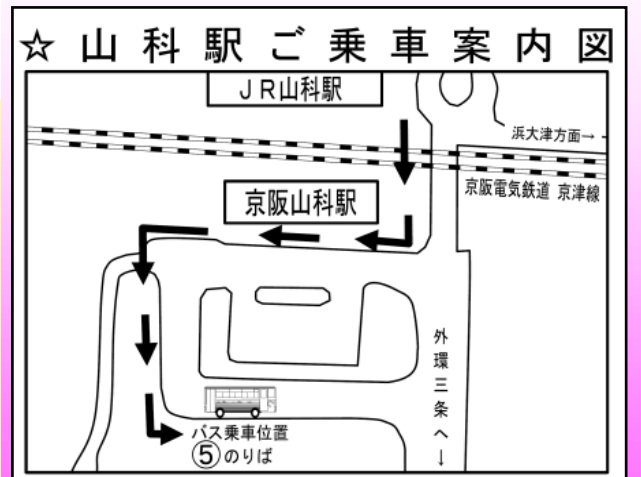 ☆山科駅ご乗車案内図
JR山科駅
浜大津方面→
京阪電気鉄道 京津線
京阪山科駅
外環三条へ↓
バス乗車位置
⑤のりば